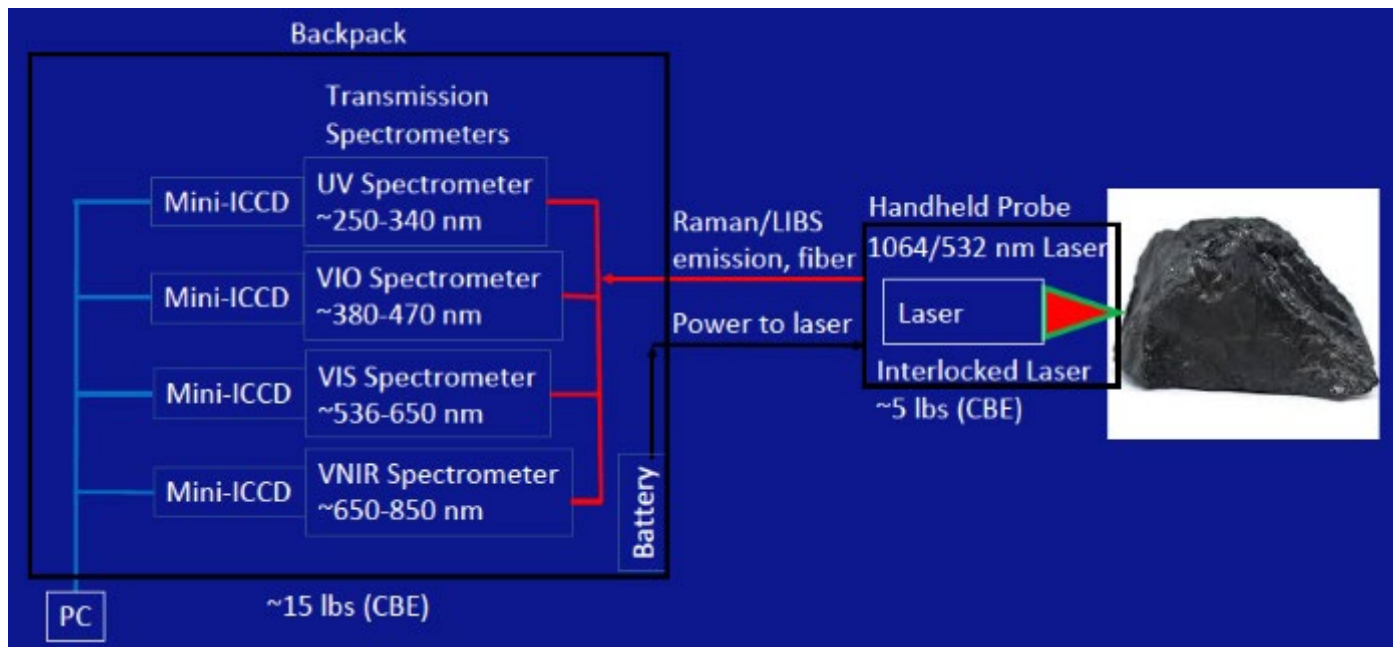 Backpack
Transmission
Spectrometers
Mini-ICCD
UV Spectrometer
~250-340 nm
Mini-ICCD
VIO Spectrometer
~380-470 nm
Mini-ICCD
VIS Spectrometer
~536-650 nm
Mini-ICCD
VNIR Spectrometer
~650-850 nm
Battery
PC
~15 lbs (CBE)
Raman/LIBS
emission, fiber
Power to laser
Handheld Probe
1064/532 nm Laser
Laser
Interlocked Laser
~5 lbs (CBE)